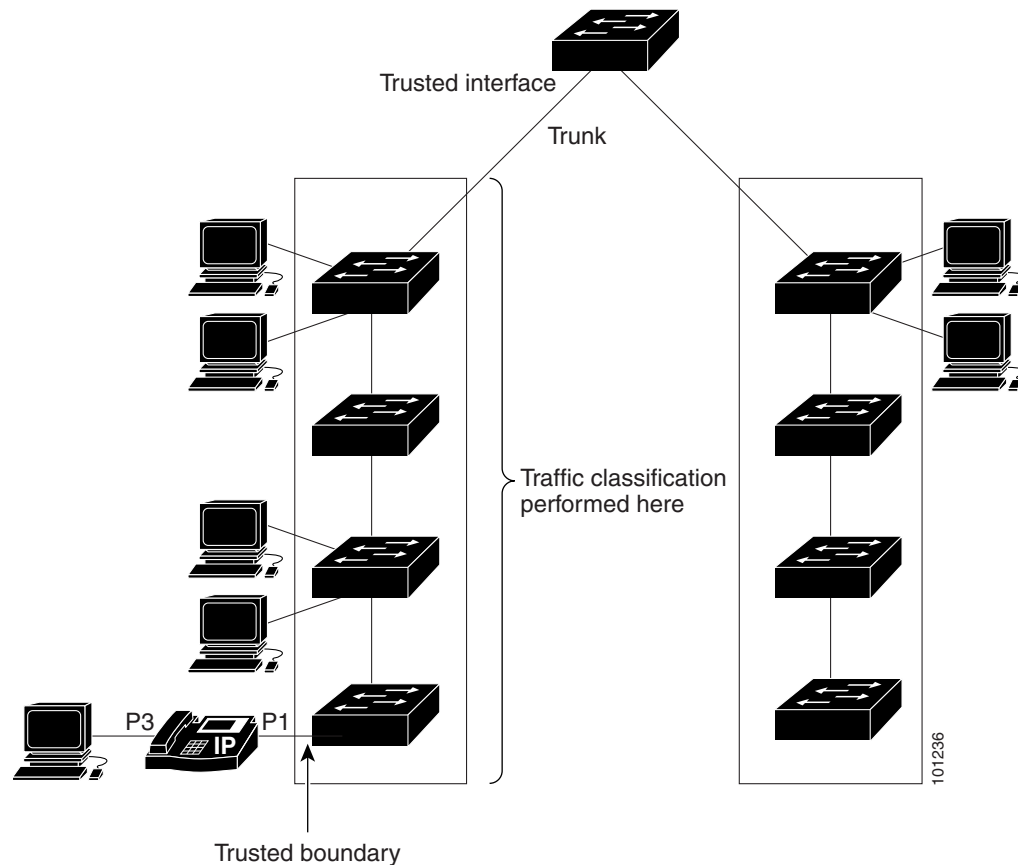 Trusted interface
Trunk
Traffic classification
performed here
P3
IP
P1
101236
Trusted boundary